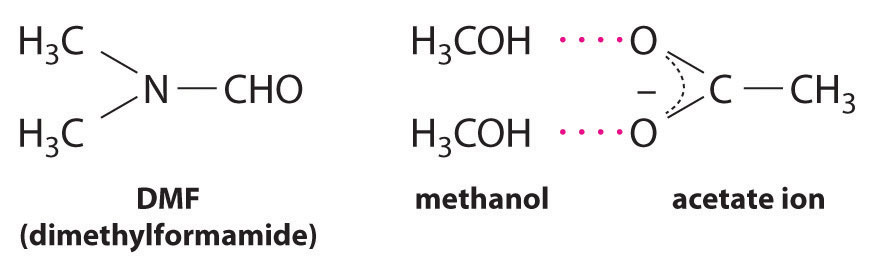 H₃C
H₃C
N — CHO
DMF
(dimethylformamide)
H₃COH ····O
H₃COH ····O
– C — CH₃
methanol
acetate ion